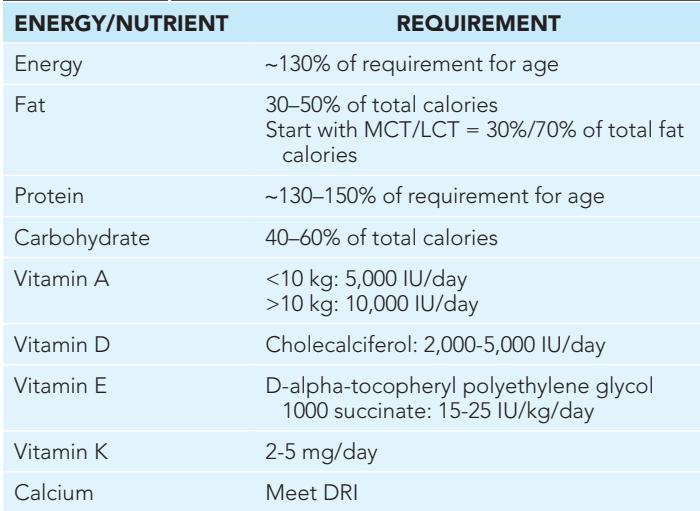 ENERGY/NUTRIENT REQUIREMENT
Energy ~130% of requirement for age
Fat 30–50% of total calories
Start with MCT/LCT = 30%/70% of total fat
calories
Protein ~130–150% of requirement for age
Carbohydrate 40–60% of total calories
Vitamin A <10 kg: 5,000 IU/day
>10 kg: 10,000 IU/day
Vitamin D Cholecalciferol: 2,000-5,000 IU/day
Vitamin E D-alpha-tocopheryl polyethylene glycol
1000 succinate: 15-25 IU/kg/day
Vitamin K 2-5 mg/day
Calcium Meet DRI